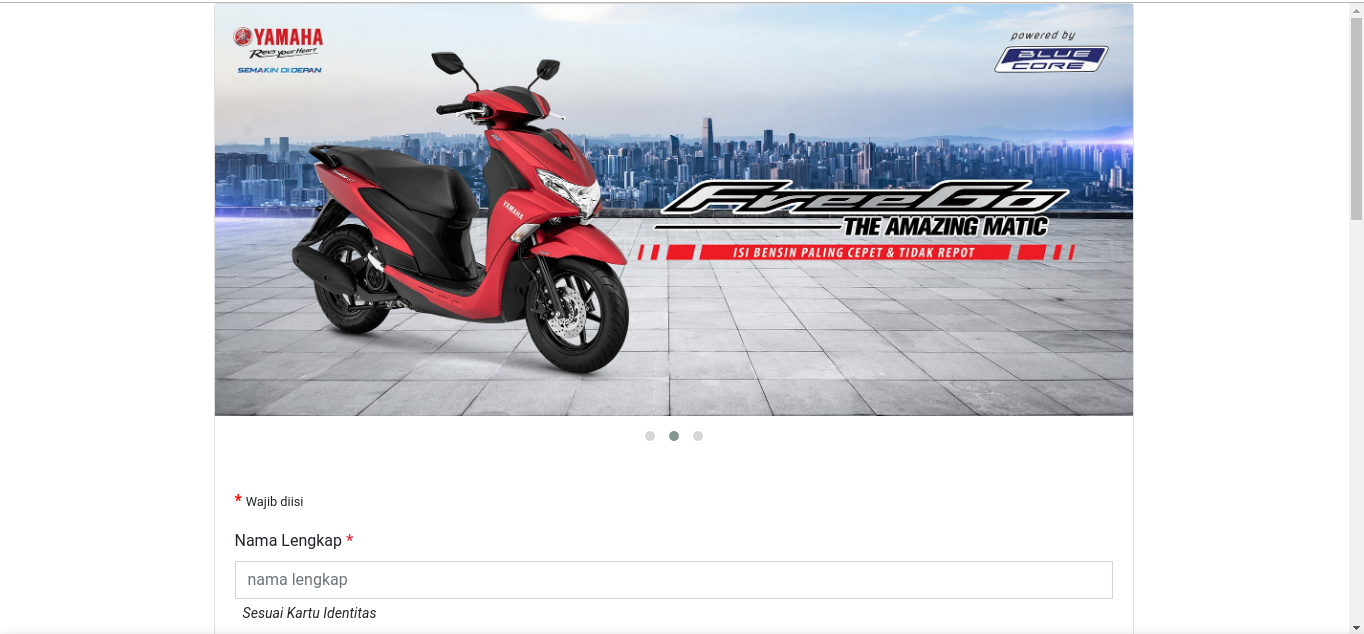 YAMAHA
Revs Your Heart
SEMAKIN DI DEPAN
powered by
BLUE
CORE
YAMAHA
FreeGo
THE AMAZING MATIC
ISI BENSIN PALING CEPET & TIDAK REPOT
* Wajib diisi
Nama Lengkap *
nama lengkap
Sesuai Kartu Identitas